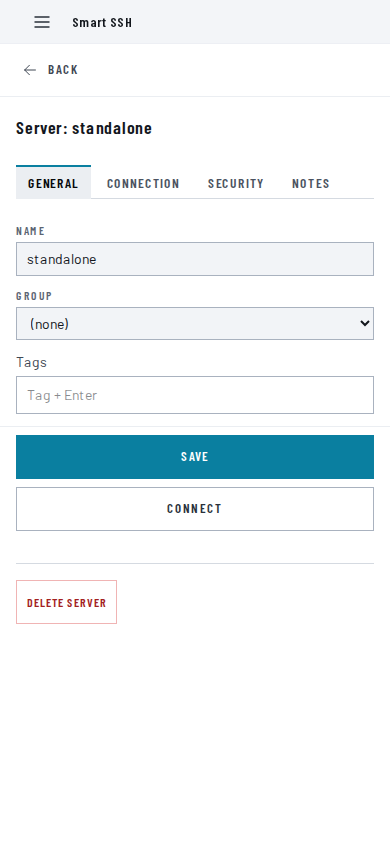 Smart SSH
BACK
Server: standalone
GENERAL CONNECTION SECURITY NOTES
NAME
standalone
GROUP
(none)
Tags
Tag + Enter
SAVE
CONNECT
DELETE SERVER